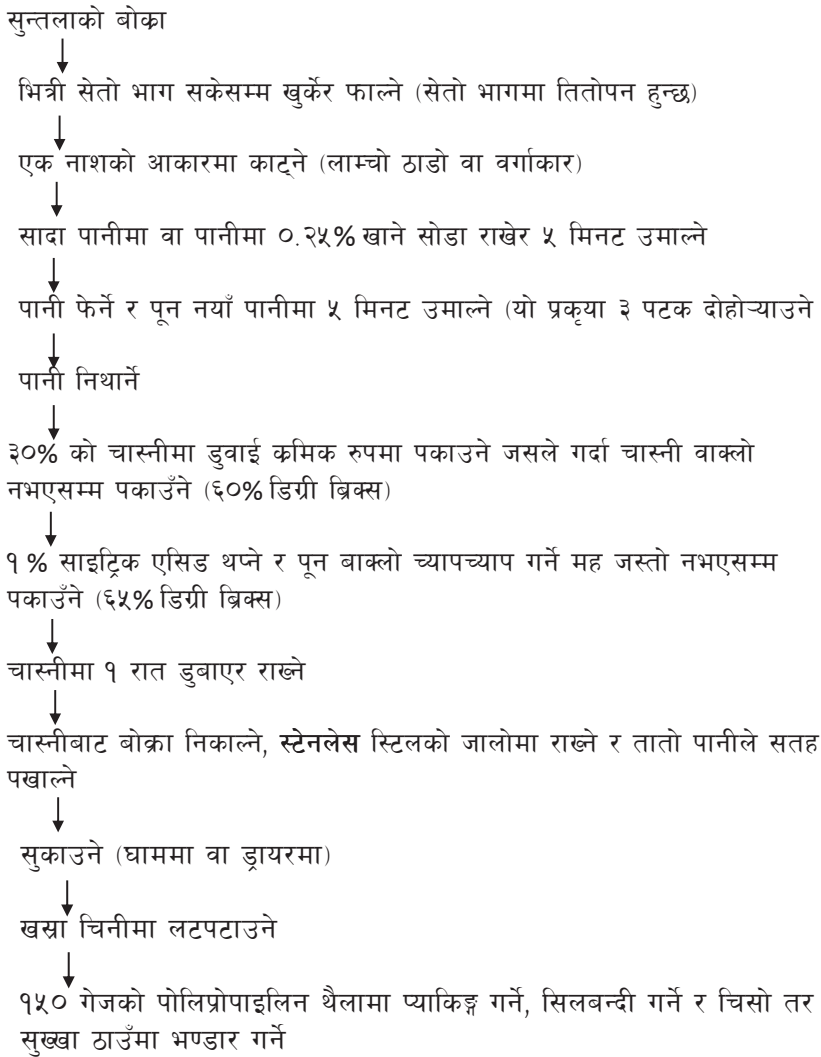 सुन्तलाको बोक्रा
भित्री सेतो भाग सकेसम्म खुर्केर फाल्ने (सेतो भागमा तितोपन हुन्छ)
एक नाशको आकारमा काट्ने (लाम्चो ठाडो वा वर्गाकार)
सादा पानीमा वा पानीमा ०.२५% खाने सोडा राखेर ५ मिनट उमाल्ने
पानी फेर्ने र पून नयाँ पानीमा ५ मिनट उमाल्ने (यो प्रकृया ३ पटक दोहोऱ्याउने
पानी निथार्ने
३०% को चास्नीमा डुवाई क्रमिक रुपमा पकाउने जसले गर्दा चास्नी वाक्लो
नभएसम्म पकाउँने (६०% डिग्री ब्रिक्स)
१% साइट्रिक एसिड थप्ने र पून बाक्लो च्यापच्याप गर्ने मह जस्तो नभएसम्म
पकाउँने (६५% डिग्री ब्रिक्स)
चास्नीमा १ रात डुबाएर राख्ने
चास्नीबाट बोक्रा निकाल्ने, स्टेनलेस स्टिलको जालोमा राख्ने र तातो पानीले सतह
पखाल्ने
सुकाउने (घाममा वा ड्रायरमा)
खस्रा चिनीमा लटपटाउने
१५० गेजको पोलिप्रोपाइलिन थैलामा प्याकिङ्ग गर्ने, सिलबन्दी गर्ने र चिसो तर
सुख्खा ठाउँमा भण्डार गर्ने